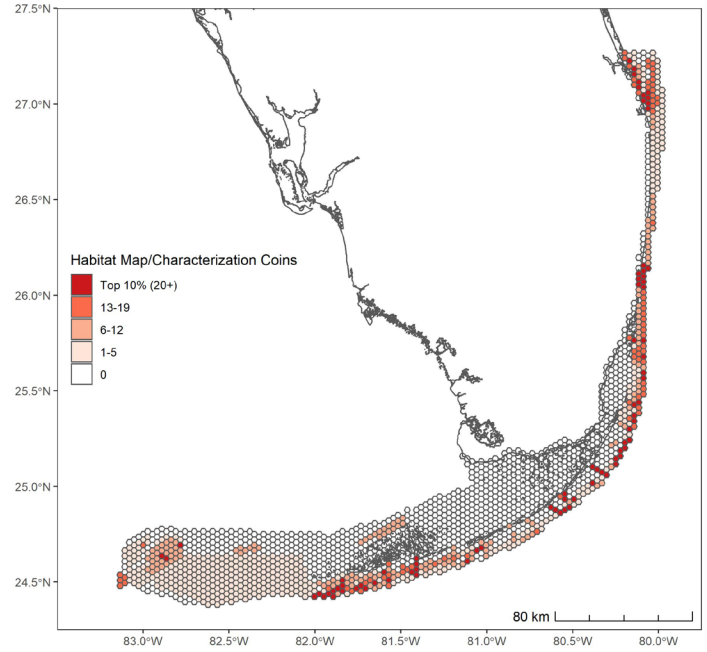 27.5°N
27.0°N
26.5°N
26.0°N
25.5°N
25.0°N
24.5°N
Habitat Map/Characterization Coins
Top 10% (20+)
13-19
6-12
1-5
0
80 km
83.0°W 82.5°W 82.0°W 81.5°W 81.0°W 80.5°W 80.0°W